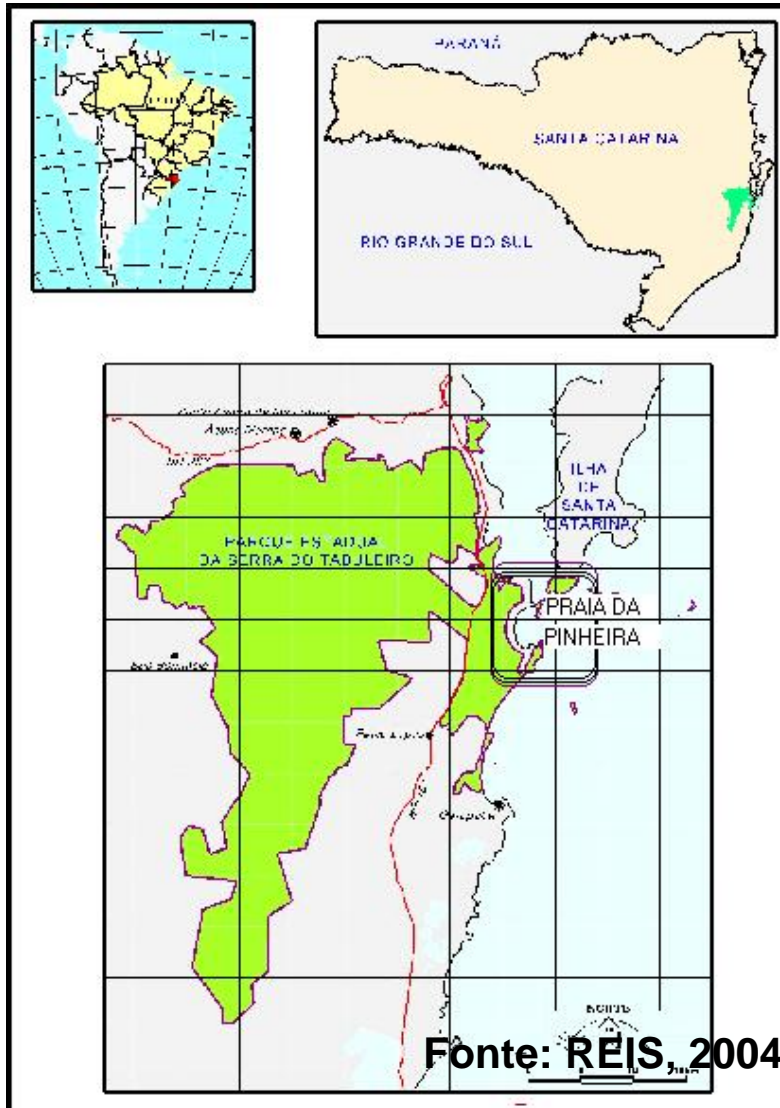 PARANÁ
SANTA CATARINA
RIO GRANDE DO SUL
ILHA
DE
SANTA
CATARINA
PARQUE ESTADUAL
DA SERRA DO TABULEIRO
PRAIA DA
PINHEIRA
NORTE
Fonte: REIS, 2004